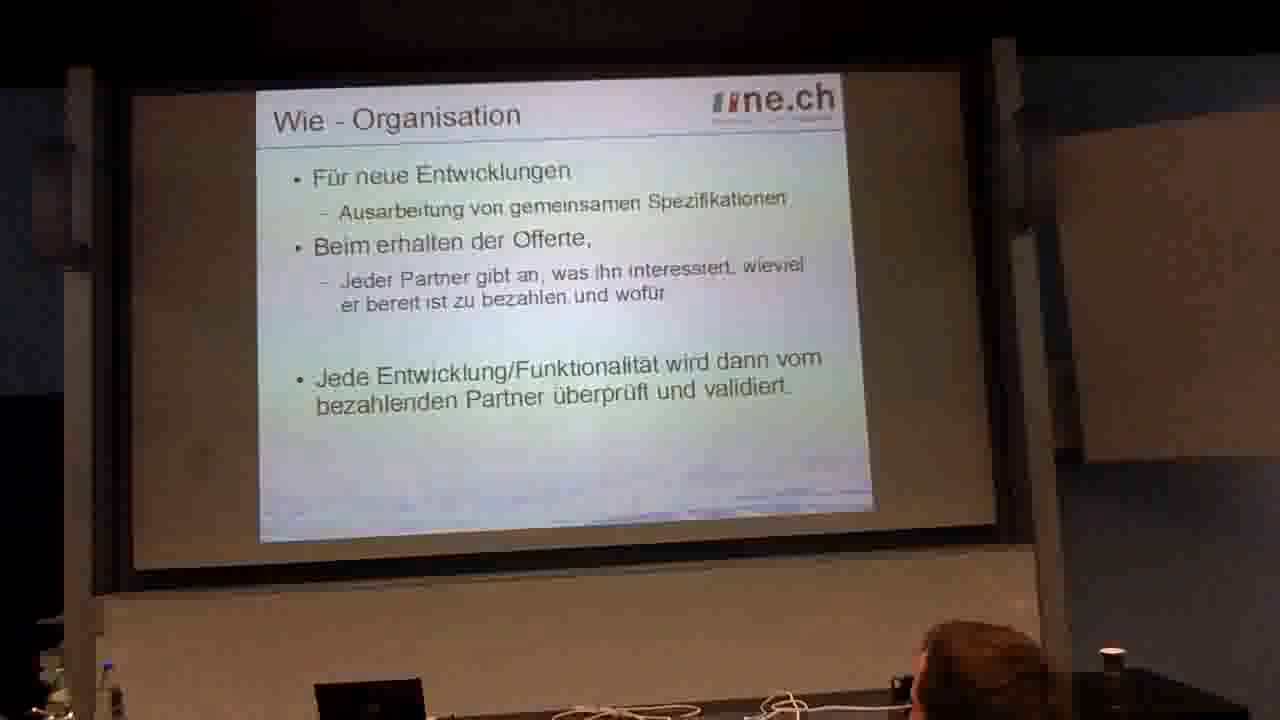 Wie - Organisation
ne.ch
• Für neue Entwicklungen
– Ausarbeitung von gemeinsamen Spezifikationen
• Beim erhalten der Offerte,
– Jeder Partner gibt an, was ihn interessiert, wieviel
er bereit ist zu bezahlen und wofür
• Jede Entwicklung/Funktionalität wird dann vom
bezahlenden Partner überprüft und validiert.